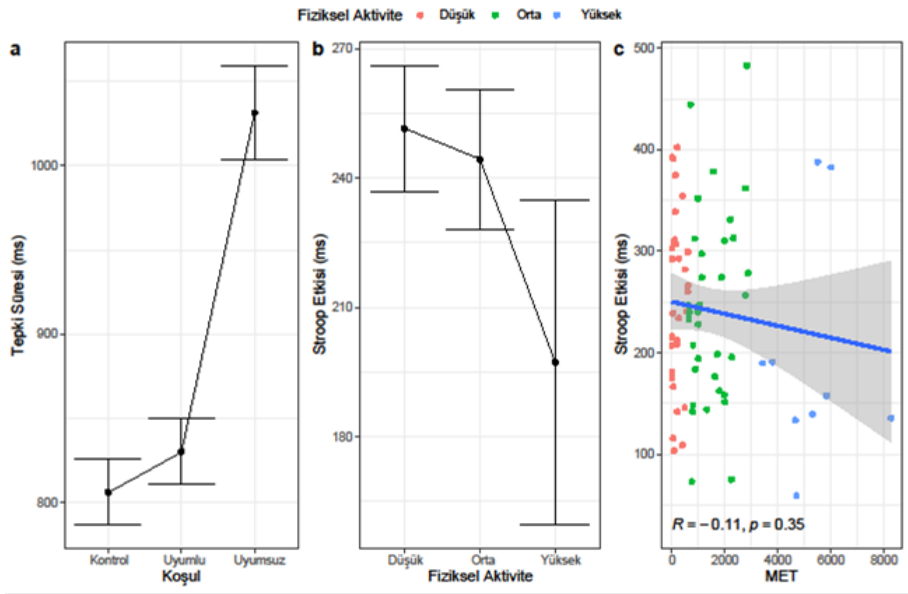 Fiziksel Aktivite Düşük Orta Yüksek
a
1000
900
800
Tepki Süresi (ms)
Kontrol Uyumlu Uyumsuz
Koşul
b
270
240
210
180
Stroop Etkisi (ms)
Düşük Orta Yüksek
Fiziksel Aktivite
c
500
400
300
200
100
Stroop Etkisi (ms)
R = −0.11, p = 0.35
0 2000 4000 6000 8000
MET